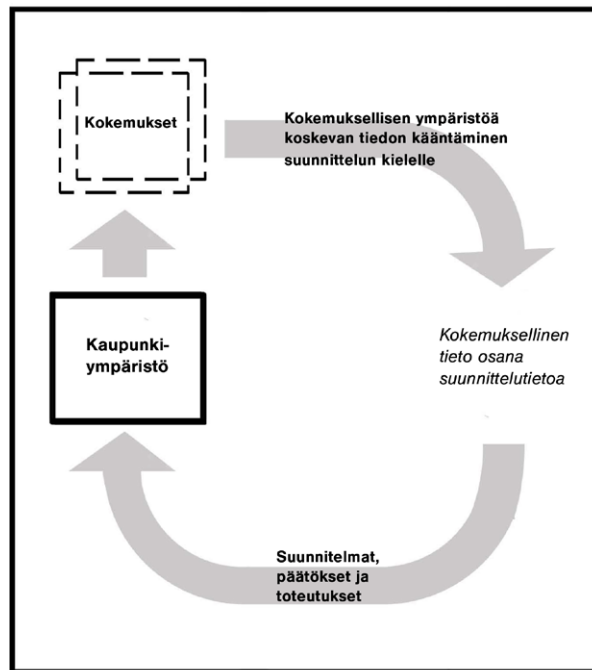 Kokemukset
Kokemuksellisen ympäristöä
koskevan tiedon kääntäminen
suunnittelun kielelle
Kaupunki-
ympäristö
Kokemuksellinen
tieto osana
suunnittelutietoa
Suunnitelmat,
päätökset ja
toteutukset